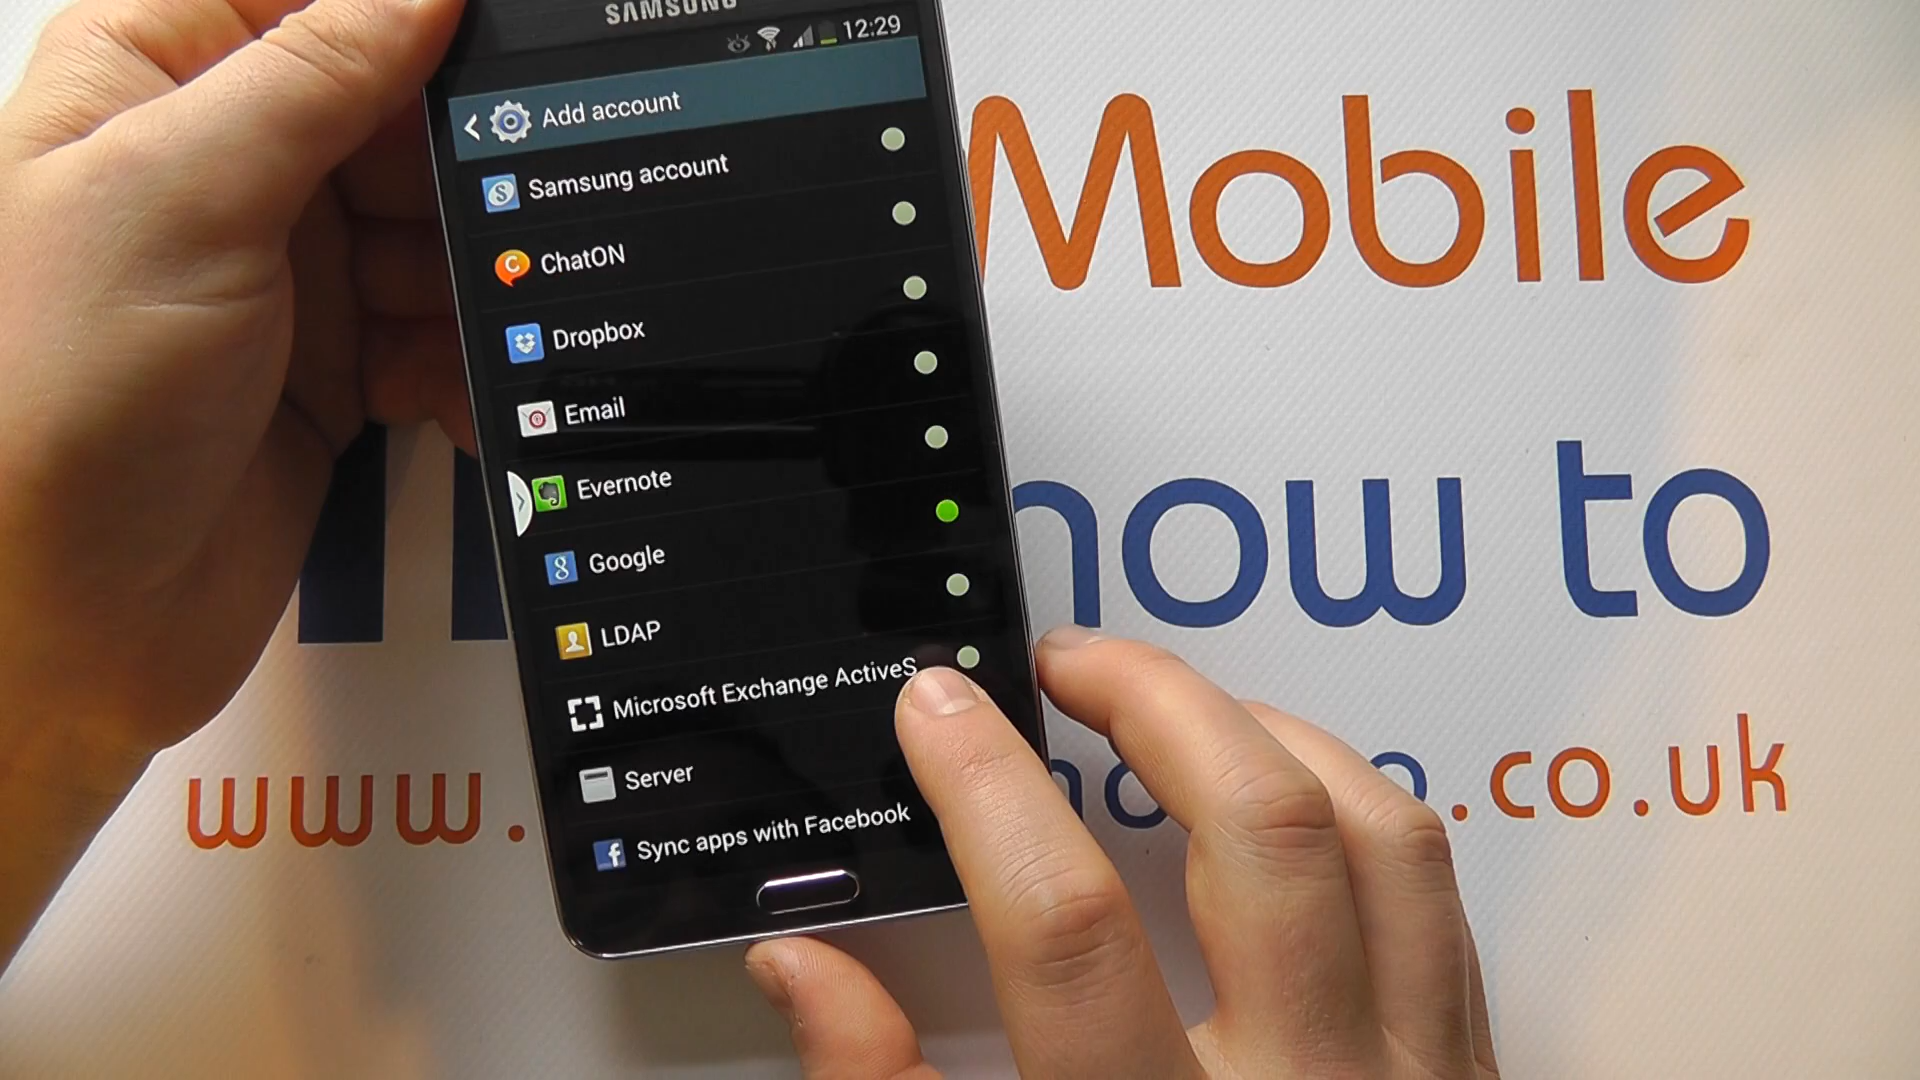 SAMSUNG
12:29
Add account
Samsung account
ChatON
Dropbox
Email
Evernote
Google
LDAP
Microsoft Exchange ActiveS
Server
Sync apps with Facebook
Mobile
how to
www. .co.uk